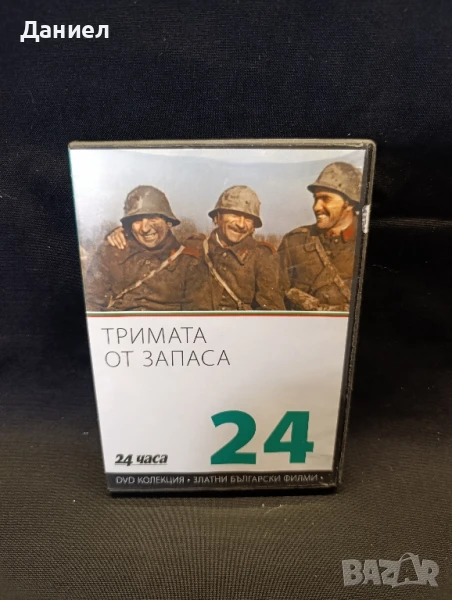 Даниел
ТРИМАТА
ОТ ЗАПАСА
24
24 часа
DVD КОЛЕКЦИЯ • ЗЛАТНИ БЪЛГАРСКИ ФИЛМИ •
BAZAR